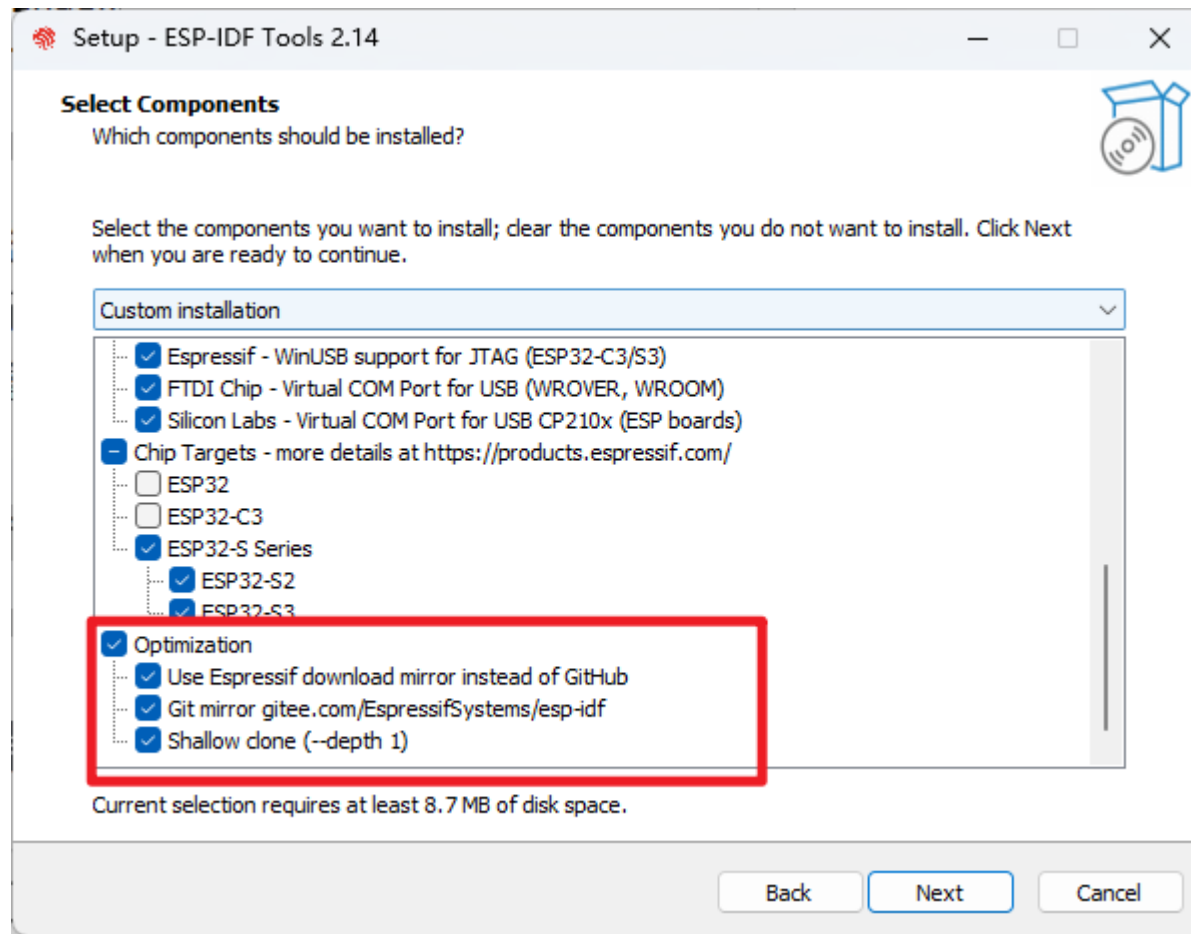 Setup - ESP-IDF Tools 2.14
Select Components
Which components should be installed?
Select the components you want to install; clear the components you do not want to install. Click Next
when you are ready to continue.
Custom installation
Espressif - WinUSB support for JTAG (ESP32-C3/S3)
FTDI Chip - Virtual COM Port for USB (WROVER, WROOM)
Silicon Labs - Virtual COM Port for USB CP210x (ESP boards)
Chip Targets - more details at https://products.espressif.com/
ESP32
ESP32-C3
ESP32-S Series
ESP32-S2
ESP32-S3
Optimization
Use Espressif download mirror instead of GitHub
Git mirror gitee.com/EspressifSystems/esp-idf
Shallow clone (--depth 1)
Current selection requires at least 8.7 MB of disk space.
Back Next Cancel